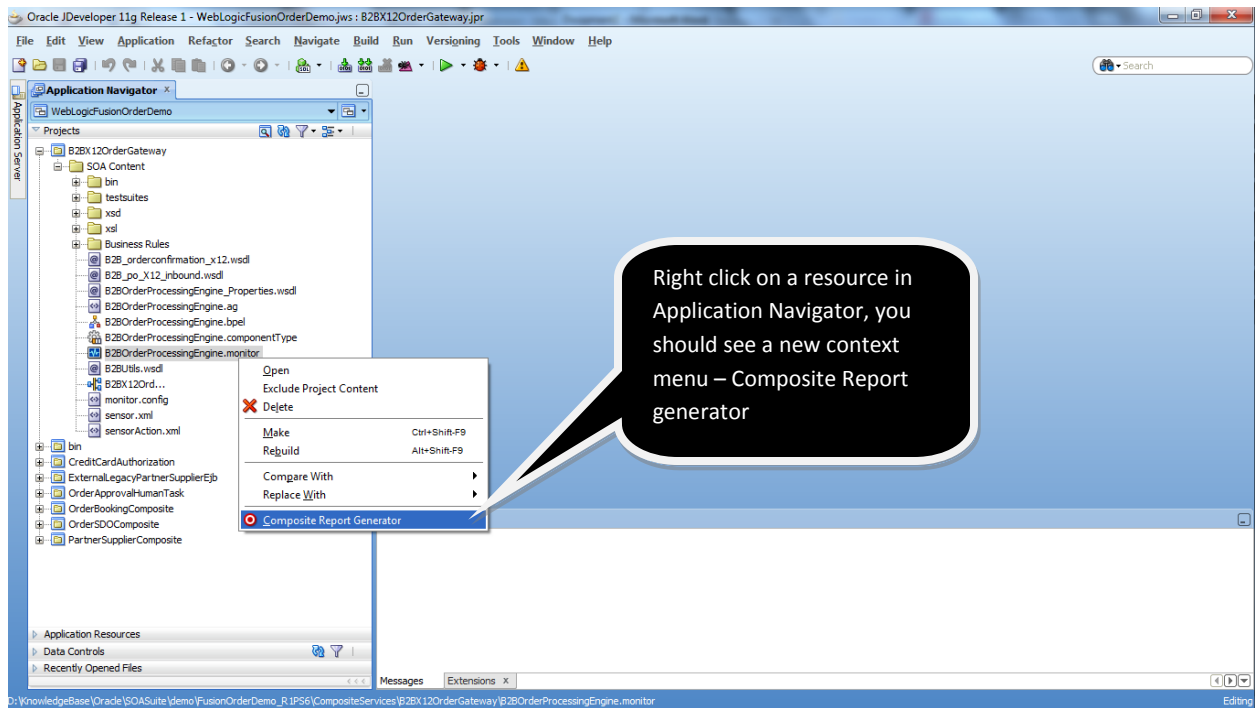 Oracle JDeveloper 11g Release 1 - WebLogicFusionOrderDemo.jws : B2BX12OrderGateway.jpr
File Edit View Application Refactor Search Navigate Build Run Versioning Tools Window Help
Search
Application Server
Application Navigator
WebLogicFusionOrderDemo
Projects
B2BX12OrderGateway
SOA Content
bin
testsuites
xsd
xsl
Business Rules
B2B_orderconfirmation_x12.wsdl
B2B_po_X12_inbound.wsdl
B2BOrderProcessingEngine_Properties.wsdl
B2BOrderProcessingEngine.ag
B2BOrderProcessingEngine.bpel
B2BOrderProcessingEngine.componentType
B2BOrderProcessingEngine.monitor
B2BUtils.wsdl
B2BX12Ord...
monitor.config
sensor.xml
sensorAction.xml
bin
CreditCardAuthorization
ExternalLegacyPartnerSupplierEjb
OrderApprovalHumanTask
OrderBookingComposite
OrderSDOComposite
PartnerSupplierComposite
Open
Exclude Project Content
Delete
Make Ctrl+Shift-F9
Rebuild Alt+Shift-F9
Compare With
Replace With
Composite Report Generator
Right click on a resource in
Application Navigator, you
should see a new context
menu – Composite Report
generator
Application Resources
Data Controls
Recently Opened Files
Messages Extensions
D:\KnowledgeBase\Oracle\SOASuite\demo\FusionOrderDemo_R1PS6\CompositeServices\B2BX12OrderGateway\B2BOrderProcessingEngine.monitor
Editing